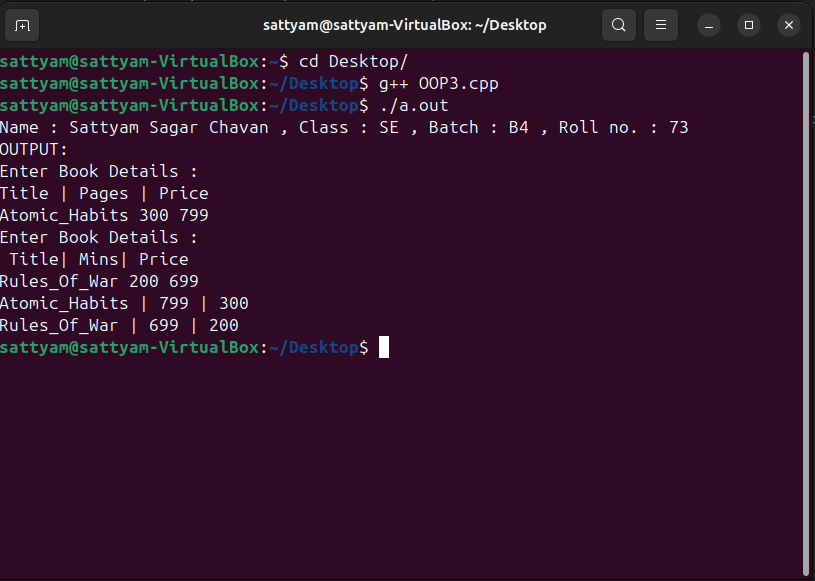 sattyam@sattyam-VirtualBox: ~/Desktop
sattyam@sattyam-VirtualBox:~$ cd Desktop/
sattyam@sattyam-VirtualBox:~/Desktop$ g++ OOP3.cpp
sattyam@sattyam-VirtualBox:~/Desktop$ ./a.out
Name : Sattyam Sagar Chavan , Class : SE , Batch : B4 , Roll no. : 73
OUTPUT:
Enter Book Details :
Title | Pages | Price
Atomic_Habits 300 799
Enter Book Details :
 Title| Mins| Price
Rules_Of_War 200 699
Atomic_Habits | 799 | 300
Rules_Of_War | 699 | 200
sattyam@sattyam-VirtualBox:~/Desktop$